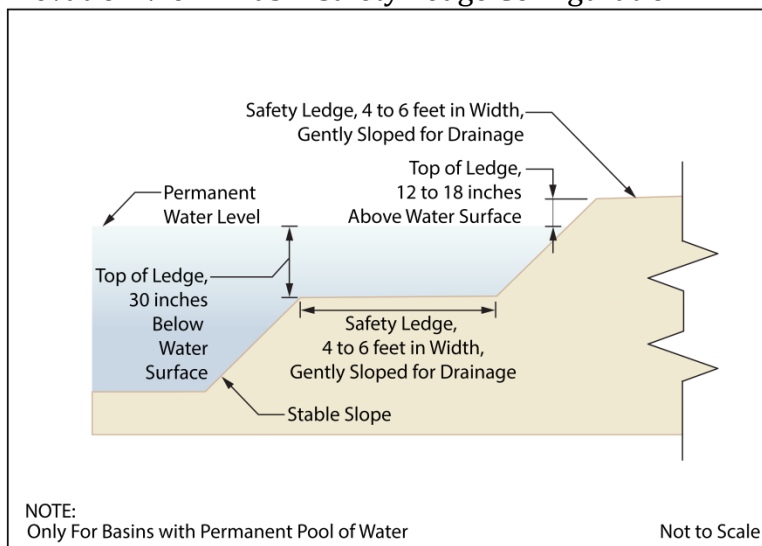 Safety Ledge, 4 to 6 feet in Width,
Gently Sloped for Drainage
Top of Ledge,
12 to 18 inches
Above Water Surface
Permanent
Water Level
Top of Ledge,
30 inches
Below
Water
Surface
Safety Ledge,
4 to 6 feet in Width,
Gently Sloped for Drainage
Stable Slope
NOTE:
Only For Basins with Permanent Pool of Water
Not to Scale